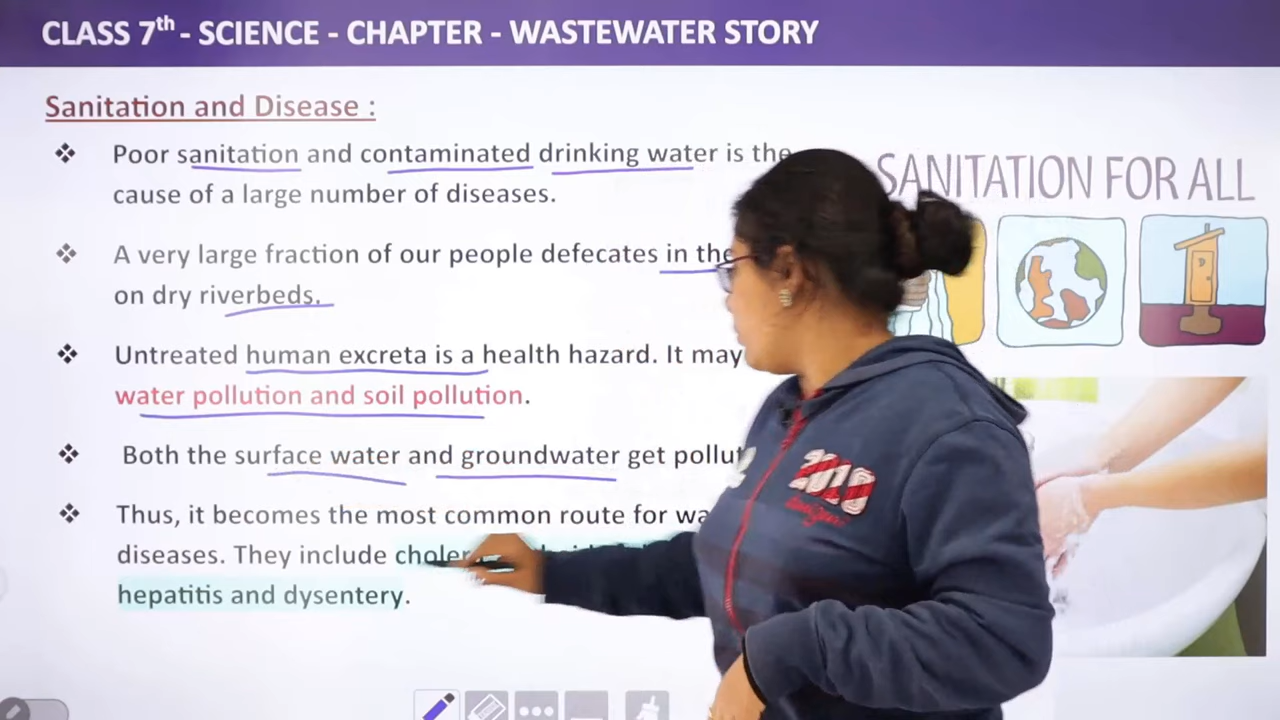 CLASS 7th - SCIENCE - CHAPTER - WASTEWATER STORY
Sanitation and Disease :
Poor sanitation and contaminated drinking water is the
cause of a large number of diseases.
SANITATION FOR ALL
A very large fraction of our people defecates in the
on dry riverbeds.
Untreated human excreta is a health hazard. It may
water pollution and soil pollution.
Both the surface water and groundwater get
Thus, it becomes the most common route for
diseases. They include
hepatitis and dysentery.